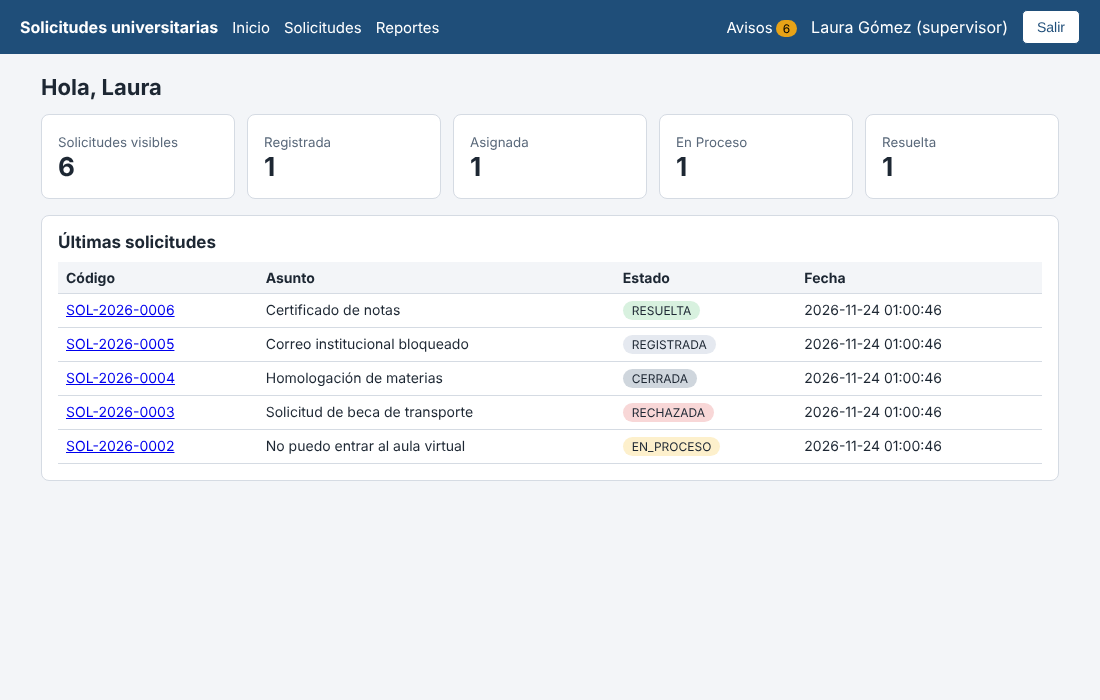 Solicitudes universitarias Inicio Solicitudes Reportes Avisos 6 Laura Gómez (supervisor) Salir
Hola, Laura
Solicitudes visibles Registrada Asignada En Proceso Resuelta
6 1 1 1 1
Últimas solicitudes
Código Asunto Estado Fecha
SOL-2026-0006 Certificado de notas RESUELTA 2026-11-24 01:00:46
SOL-2026-0005 Correo institucional bloqueado REGISTRADA 2026-11-24 01:00:46
SOL-2026-0004 Homologación de materias CERRADA 2026-11-24 01:00:46
SOL-2026-0003 Solicitud de beca de transporte RECHAZADA 2026-11-24 01:00:46
SOL-2026-0002 No puedo entrar al aula virtual EN_PROCESO 2026-11-24 01:00:46